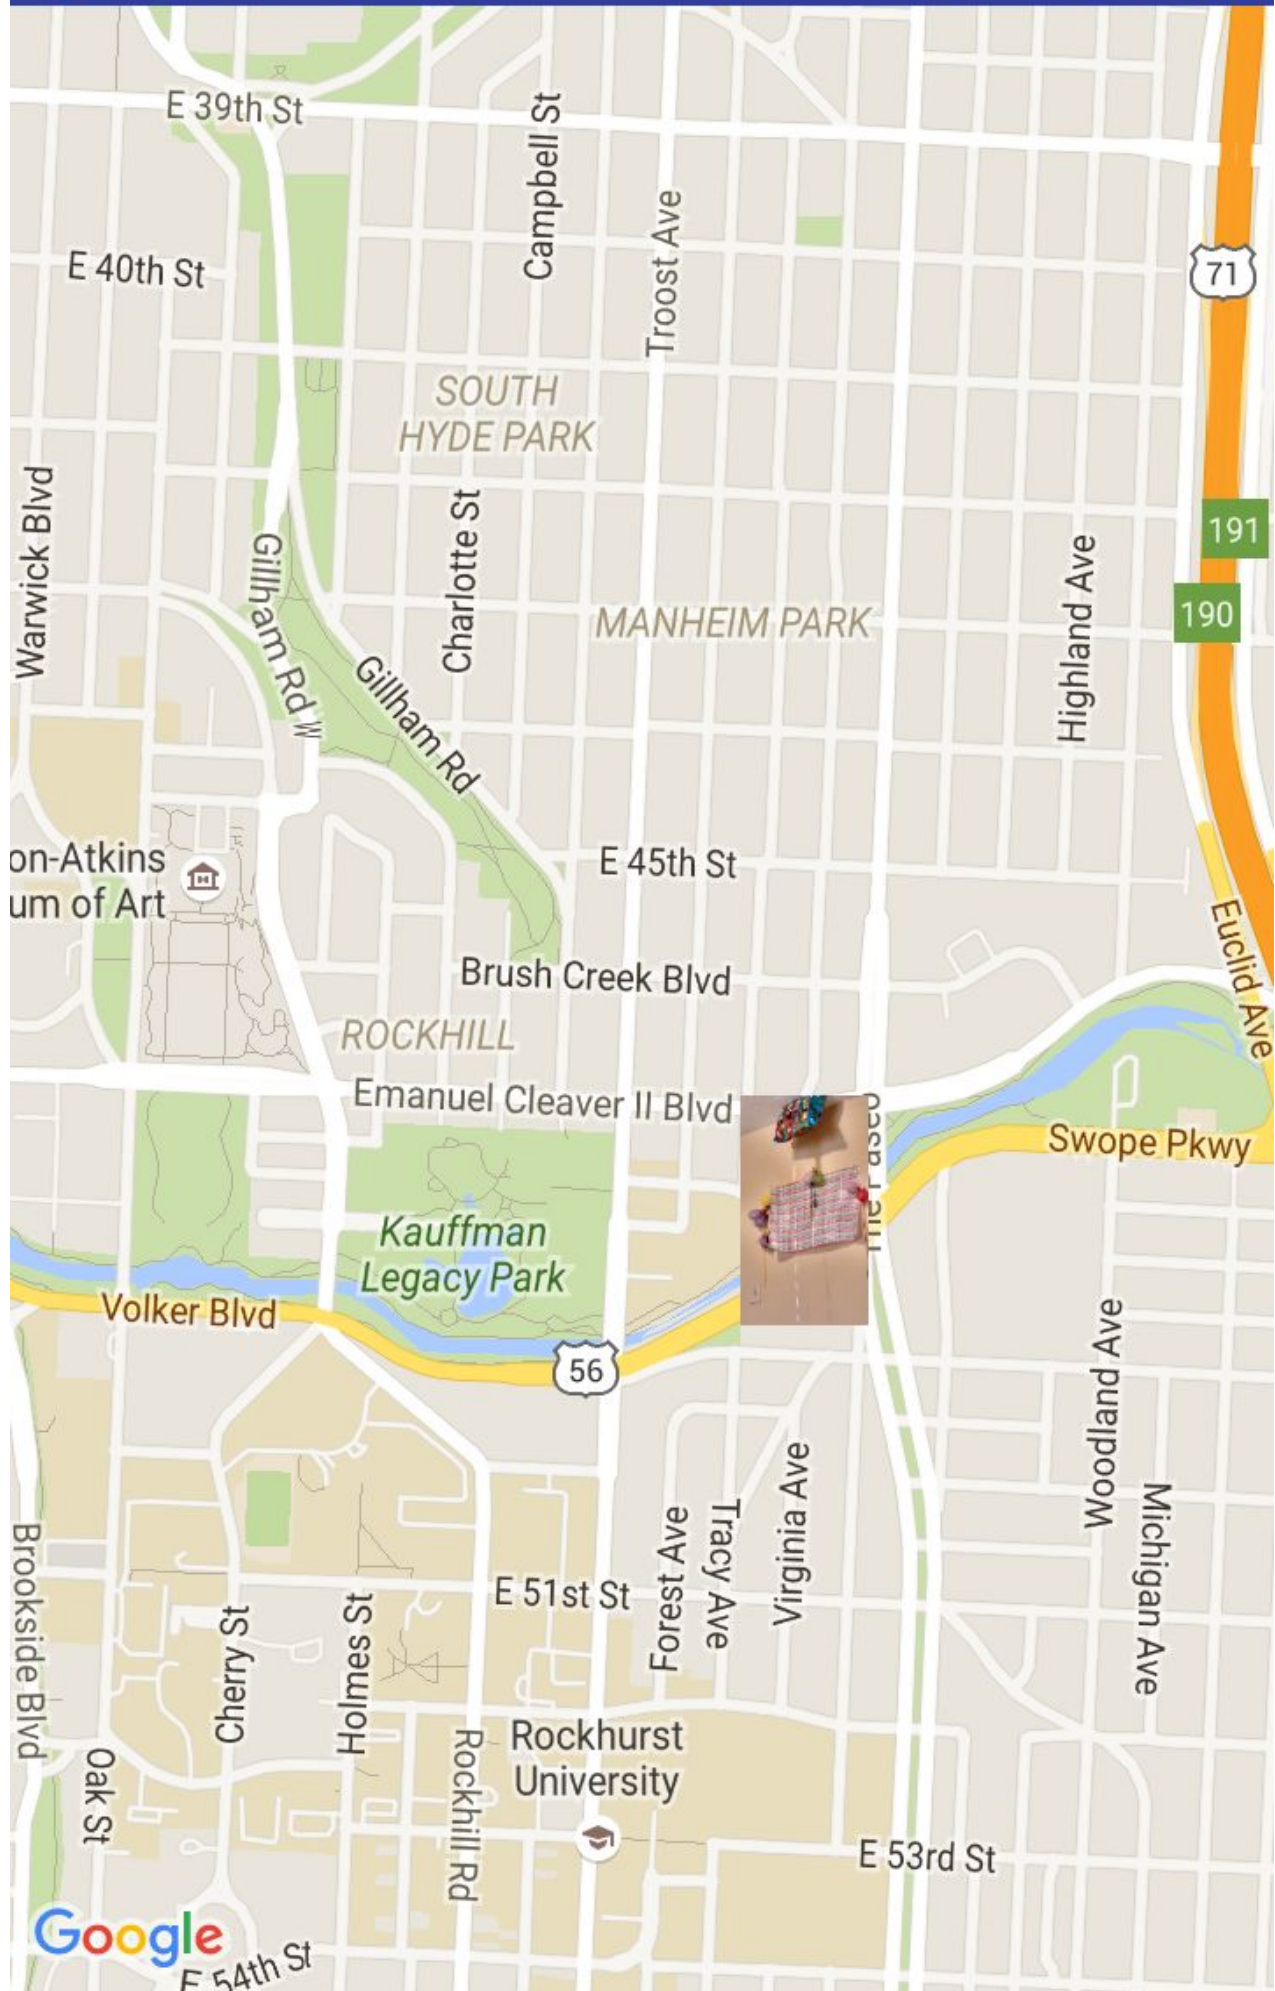 E 39th St
Campbell St
Troost Ave
E 40th St
71
SOUTH
HYDE PARK
Warwick Blvd
Charlotte St
191
Gillham Rd W
Highland Ave
190
MANHEIM PARK
Gillham Rd
on-Atkins
um of Art
E 45th St
Euclid Ave
Brush Creek Blvd
ROCKHILL
Emanuel Cleaver II Blvd
Swope Pkwy
Kauffman
Legacy Park
Volker Blvd
56
Woodland Ave
Virginia Ave
Michigan Ave
Tracy Ave
Forest Ave
Brookside Blvd
E 51st St
Cherry St
Holmes St
Rockhurst
University
Rockhill Rd
Oak St
E 53rd St
Google
E 54th St